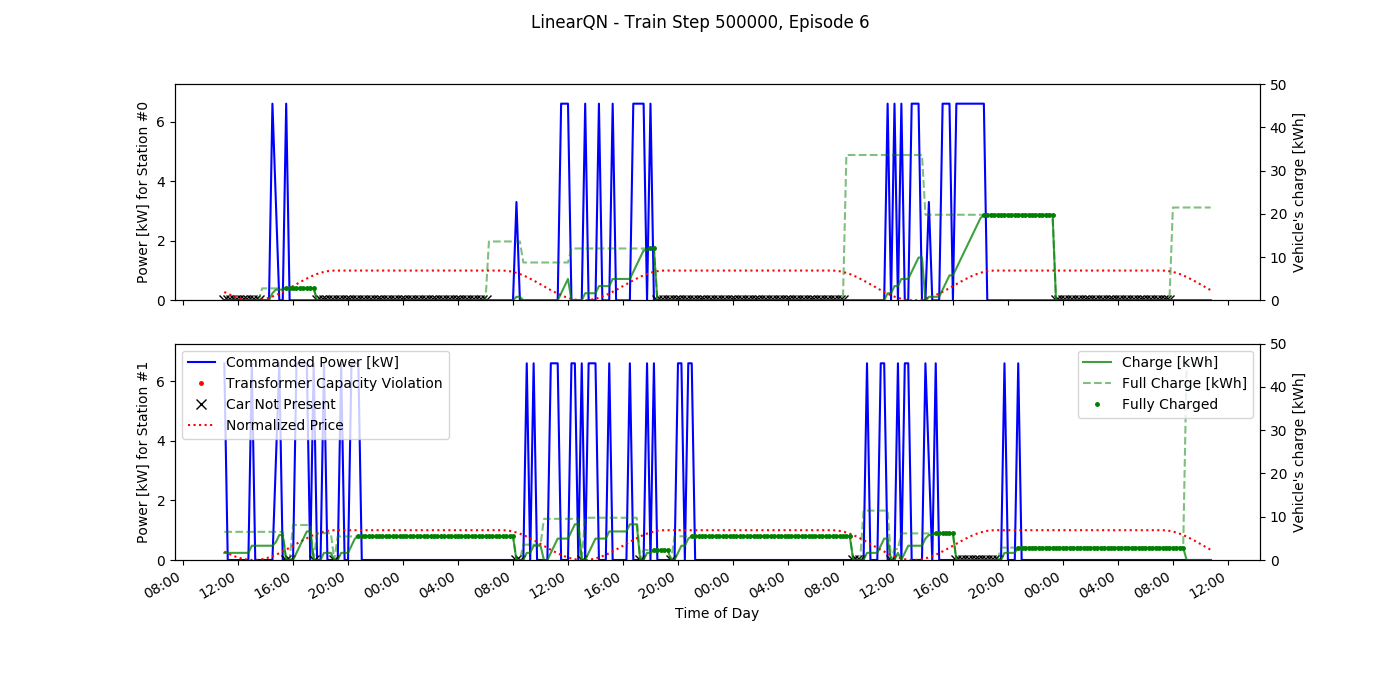 LinearQN - Train Step 500000, Episode 6
Power [kW] for Station #0
6
4
2
0
50
40
30
20
10
0
Vehicle's charge [kWh]
Power [kW] for Station #1
6
4
2
0
Commanded Power [kW]
Transformer Capacity Violation
Car Not Present
Normalized Price
Charge [kWh]
Full Charge [kWh]
Fully Charged
50
40
30
20
10
0
Vehicle's charge [kWh]
08:00 12:00 16:00 20:00 00:00 04:00 08:00 12:00 16:00 20:00 00:00 04:00 08:00 12:00 16:00 20:00 00:00 04:00 08:00 12:00
Time of Day